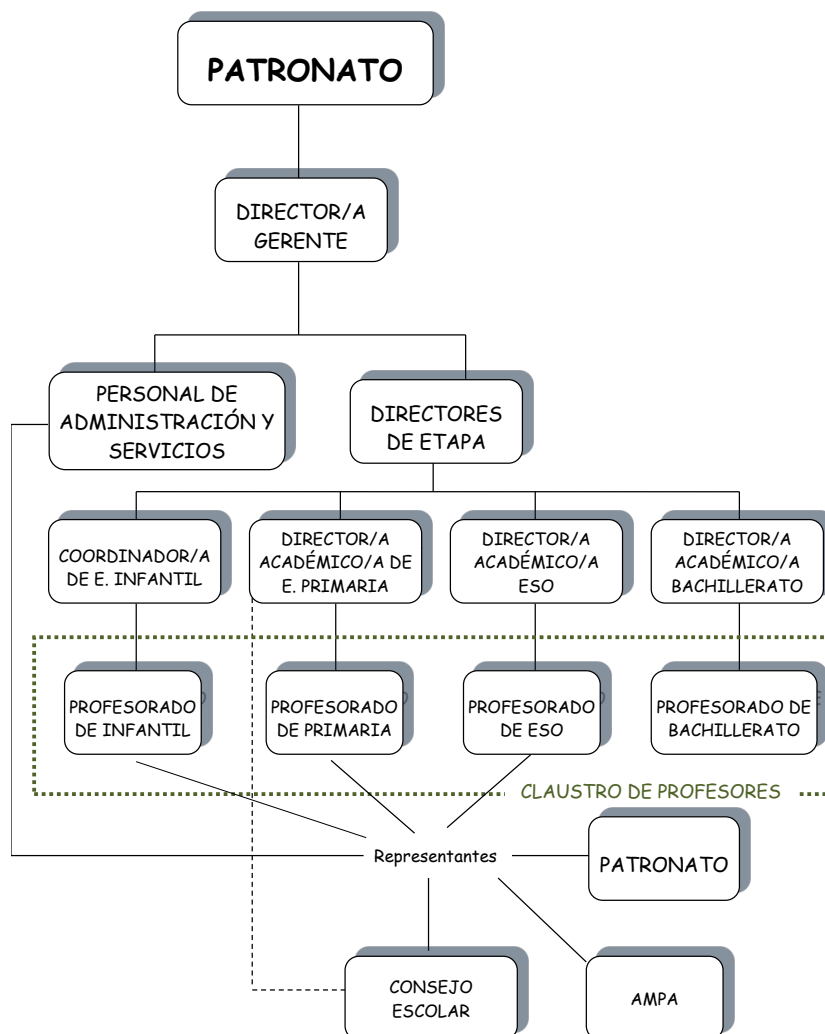 PATRONATO
DIRECTOR/A
GERENTE
PERSONAL DE
ADMINISTRACIÓN Y
SERVICIOS
DIRECTORES
DE ETAPA
COORDINADOR/A
DE E. INFANTIL
DIRECTOR/A
ACADÉMICO/A DE
E. PRIMARIA
DIRECTOR/A
ACADÉMICO/A
ESO
DIRECTOR/A
ACADÉMICO/A
BACHILLERATO
PROFESORADO
DE INFANTIL
PROFESORADO
DE PRIMARIA
PROFESORADO
DE ESO
PROFESORADO DE
BACHILLERATO
CLAUSTRO DE PROFESORES
Representantes
PATRONATO
CONSEJO
ESCOLAR
AMPA